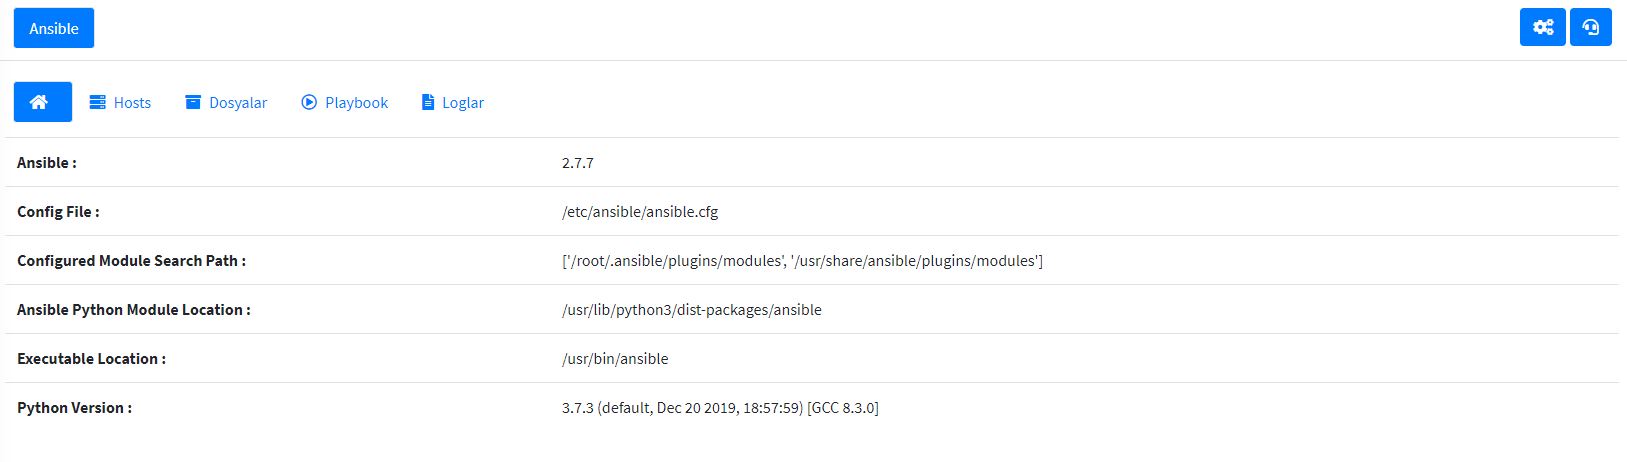 Ansible
Hosts Dosyalar Playbook Loglar
Ansible : 2.7.7
Config File : /etc/ansible/ansible.cfg
Configured Module Search Path : ['/root/.ansible/plugins/modules', '/usr/share/ansible/plugins/modules']
Ansible Python Module Location : /usr/lib/python3/dist-packages/ansible
Executable Location : /usr/bin/ansible
Python Version : 3.7.3 (default, Dec 20 2019, 18:57:59) [GCC 8.3.0]